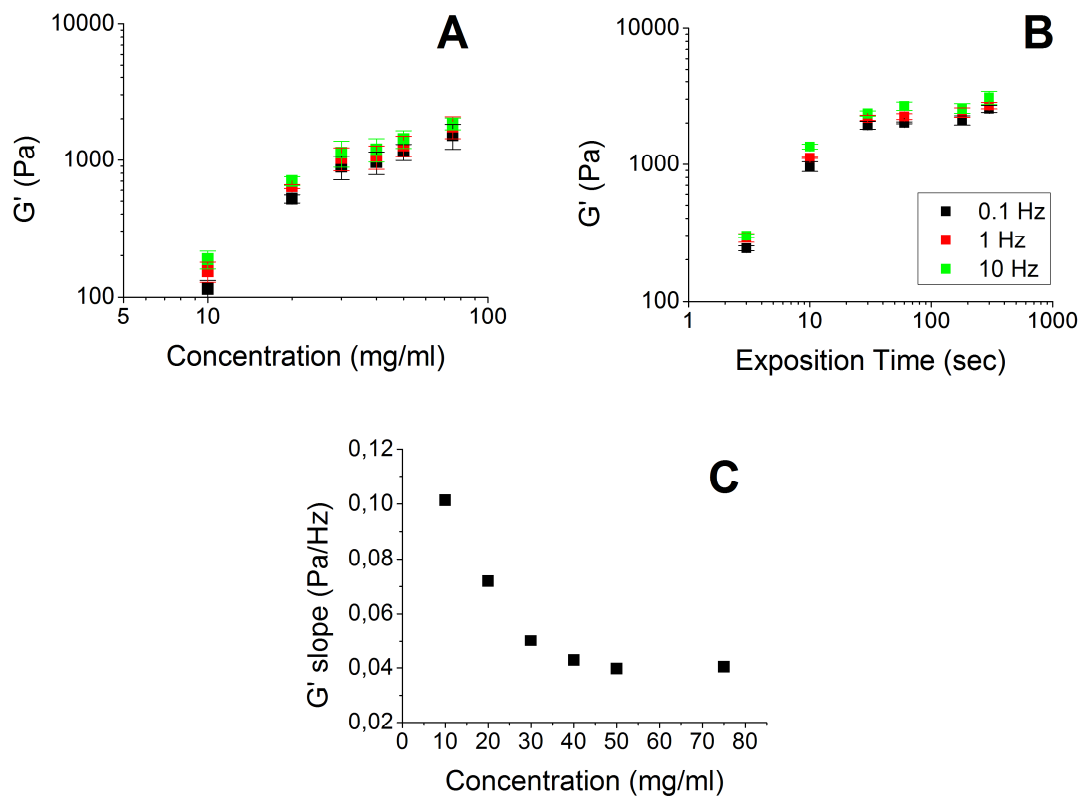 A
G' (Pa)
10000
1000
100
5
10
100
Concentration (mg/ml)
B
G' (Pa)
10000
1000
100
1
10
100
1000
0.1 Hz
1 Hz
10 Hz
Exposition Time (sec)
C
G' slope (Pa/Hz)
0,12
0,10
0,08
0,06
0,04
0,02
0
10
20
30
40
50
60
70
80
Concentration (mg/ml)